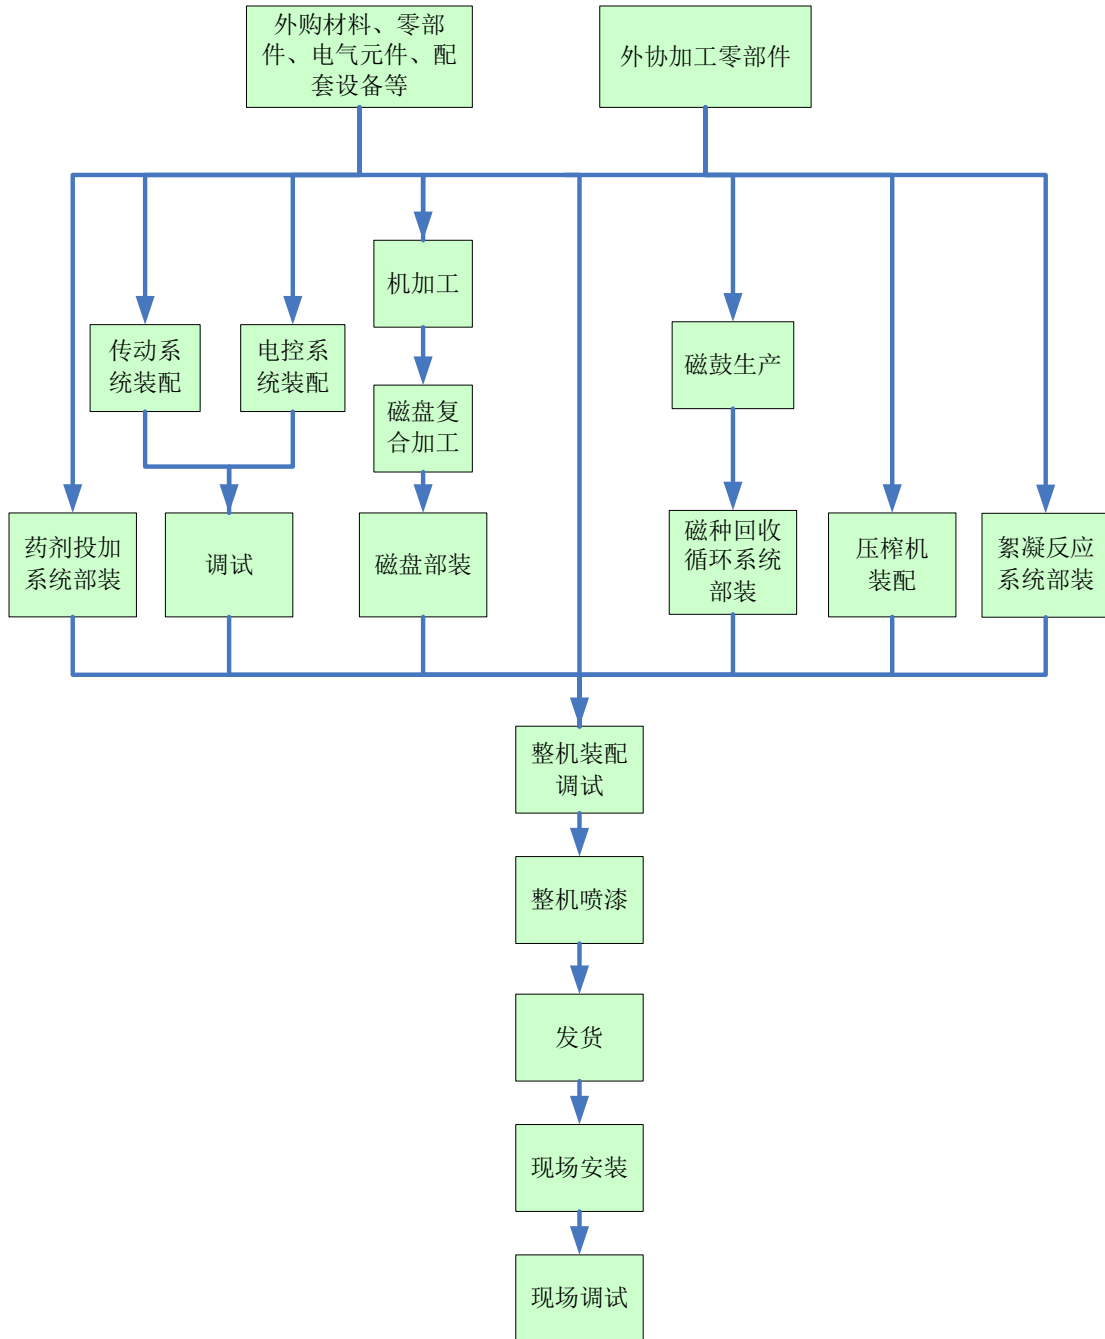 外购材料、零部
件、电气元件、配
套设备等
外协加工零部件
机加工
传动系
统装配
电控系
统装配
磁鼓生产
磁盘复
合加工
药剂投加
系统部装
调试
磁盘部装
磁种回收
循环系统
部装
压榨机
装配
絮凝反应
系统部装
整机装配
调试
整机喷漆
发货
现场安装
现场调试